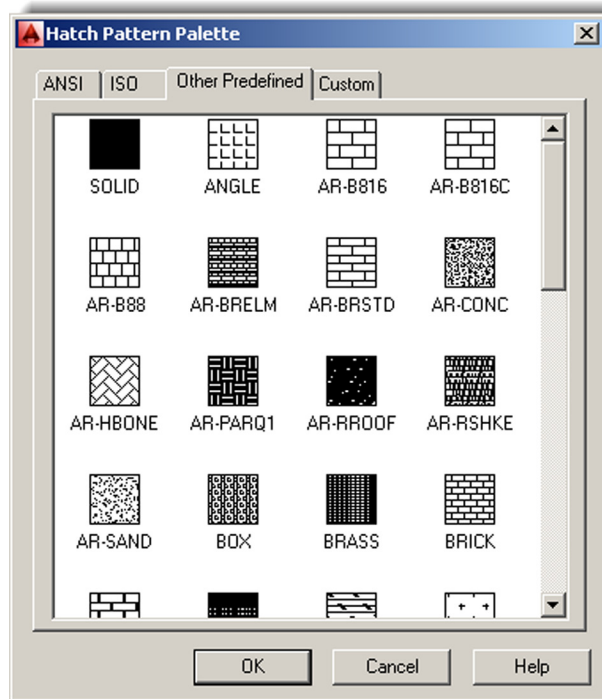 Hatch Pattern Palette
ANSI ISO Other Predefined Custom
SOLID ANGLE AR-B816 AR-B816C
AR-B88 AR-BRELM AR-BRSTD AR-CONC
AR-HBONE AR-PARQ1 AR-RROOF AR-RSHKE
AR-SAND BOX BRASS BRICK
OK Cancel Help